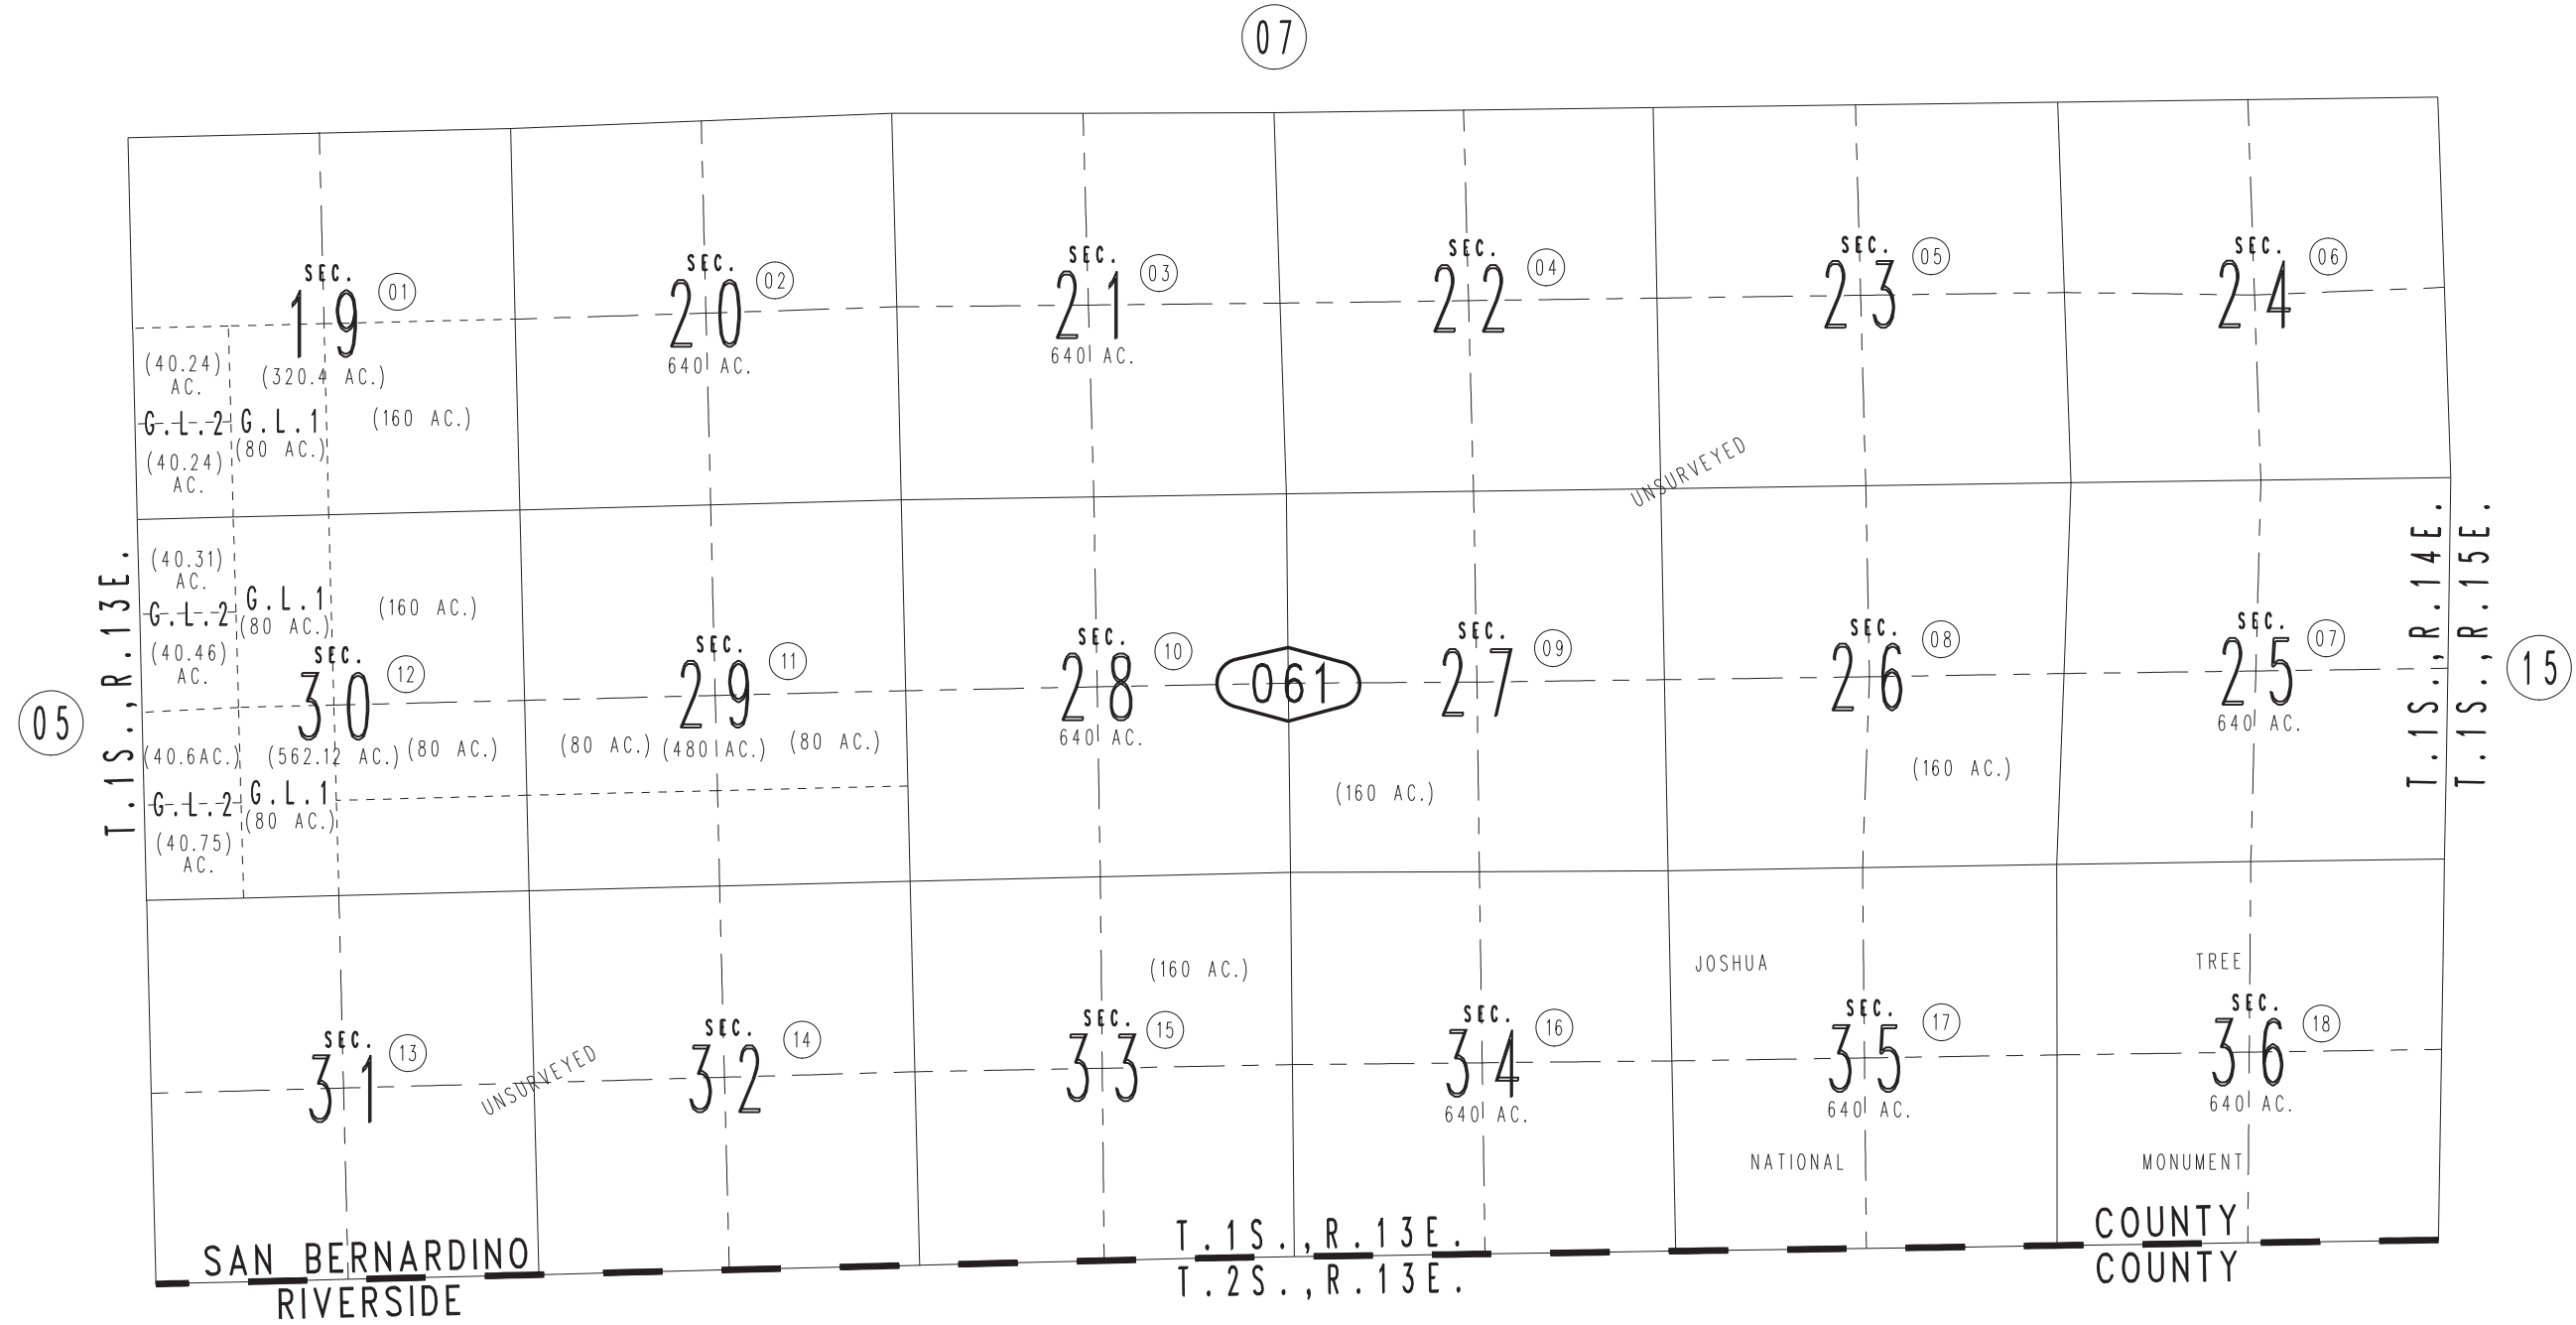 07
SEC.
19
01
SEC.
20
02
640 AC.
SEC.
21
03
640 AC.
SEC.
22
04
SEC.
23
05
SEC.
24
06
(40.24)
AC.
(320.4 AC.)
G.L.2
G.L.1
(80 AC.)
(160 AC.)
(40.24)
AC.
UNSURVEYED
T.1S.,R.13E.
(40.31)
AC.
G.L.2
G.L.1
(80 AC.)
(160 AC.)
(40.46)
AC.
SEC.
30
12
SEC.
29
11
SEC.
28
10
640 AC.
061
SEC.
27
09
SEC.
26
08
SEC.
25
07
640 AC.
T.1S.,R.14E.
T.1S.,R.15E.
05
15
(40.6AC.)
(562.12 AC.)
(80 AC.)
(80 AC.)
(480 AC.)
(80 AC.)
(160 AC.)
(160 AC.)
G.L.2
G.L.1
(80 AC.)
(40.75)
AC.
(160 AC.)
JOSHUA
TREE
SEC.
31
13
UNSURVEYED
SEC.
32
14
SEC.
33
15
SEC.
34
16
640 AC.
SEC.
35
17
640 AC.
SEC.
36
18
640 AC.
NATIONAL
MONUMENT
SAN BERNARDINO
T.1S.,R.13E.
COUNTY
RIVERSIDE
T.2S.,R.13E.
COUNTY